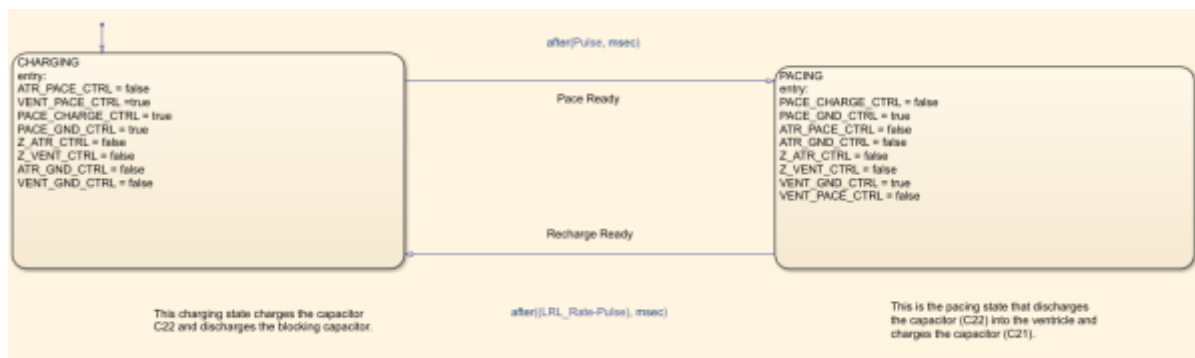 after(Pulse, msec)
CHARGING
entry:
ATR_PACE_CTRL = false
VENT_PACE_CTRL =true
PACE_CHARGE_CTRL = true
PACE_GND_CTRL = true
Z_ATR_CTRL = false
Z_VENT_CTRL = false
ATR_GND_CTRL = false
VENT_GND_CTRL = false
Pace Ready
PACING
entry:
PACE_CHARGE_CTRL = false
PACE_GND_CTRL = true
ATR_PACE_CTRL = false
ATR_GND_CTRL = false
Z_ATR_CTRL = false
Z_VENT_CTRL = false
VENT_GND_CTRL = true
VENT_PACE_CTRL = false
Recharge Ready
This charging state charges the capacitor
C22 and discharges the blocking capacitor.
after((LRL_Rate-Pulse), msec)
This is the pacing state that discharges
the capacitor (C22) into the ventricle and
charges the capacitor (C21).